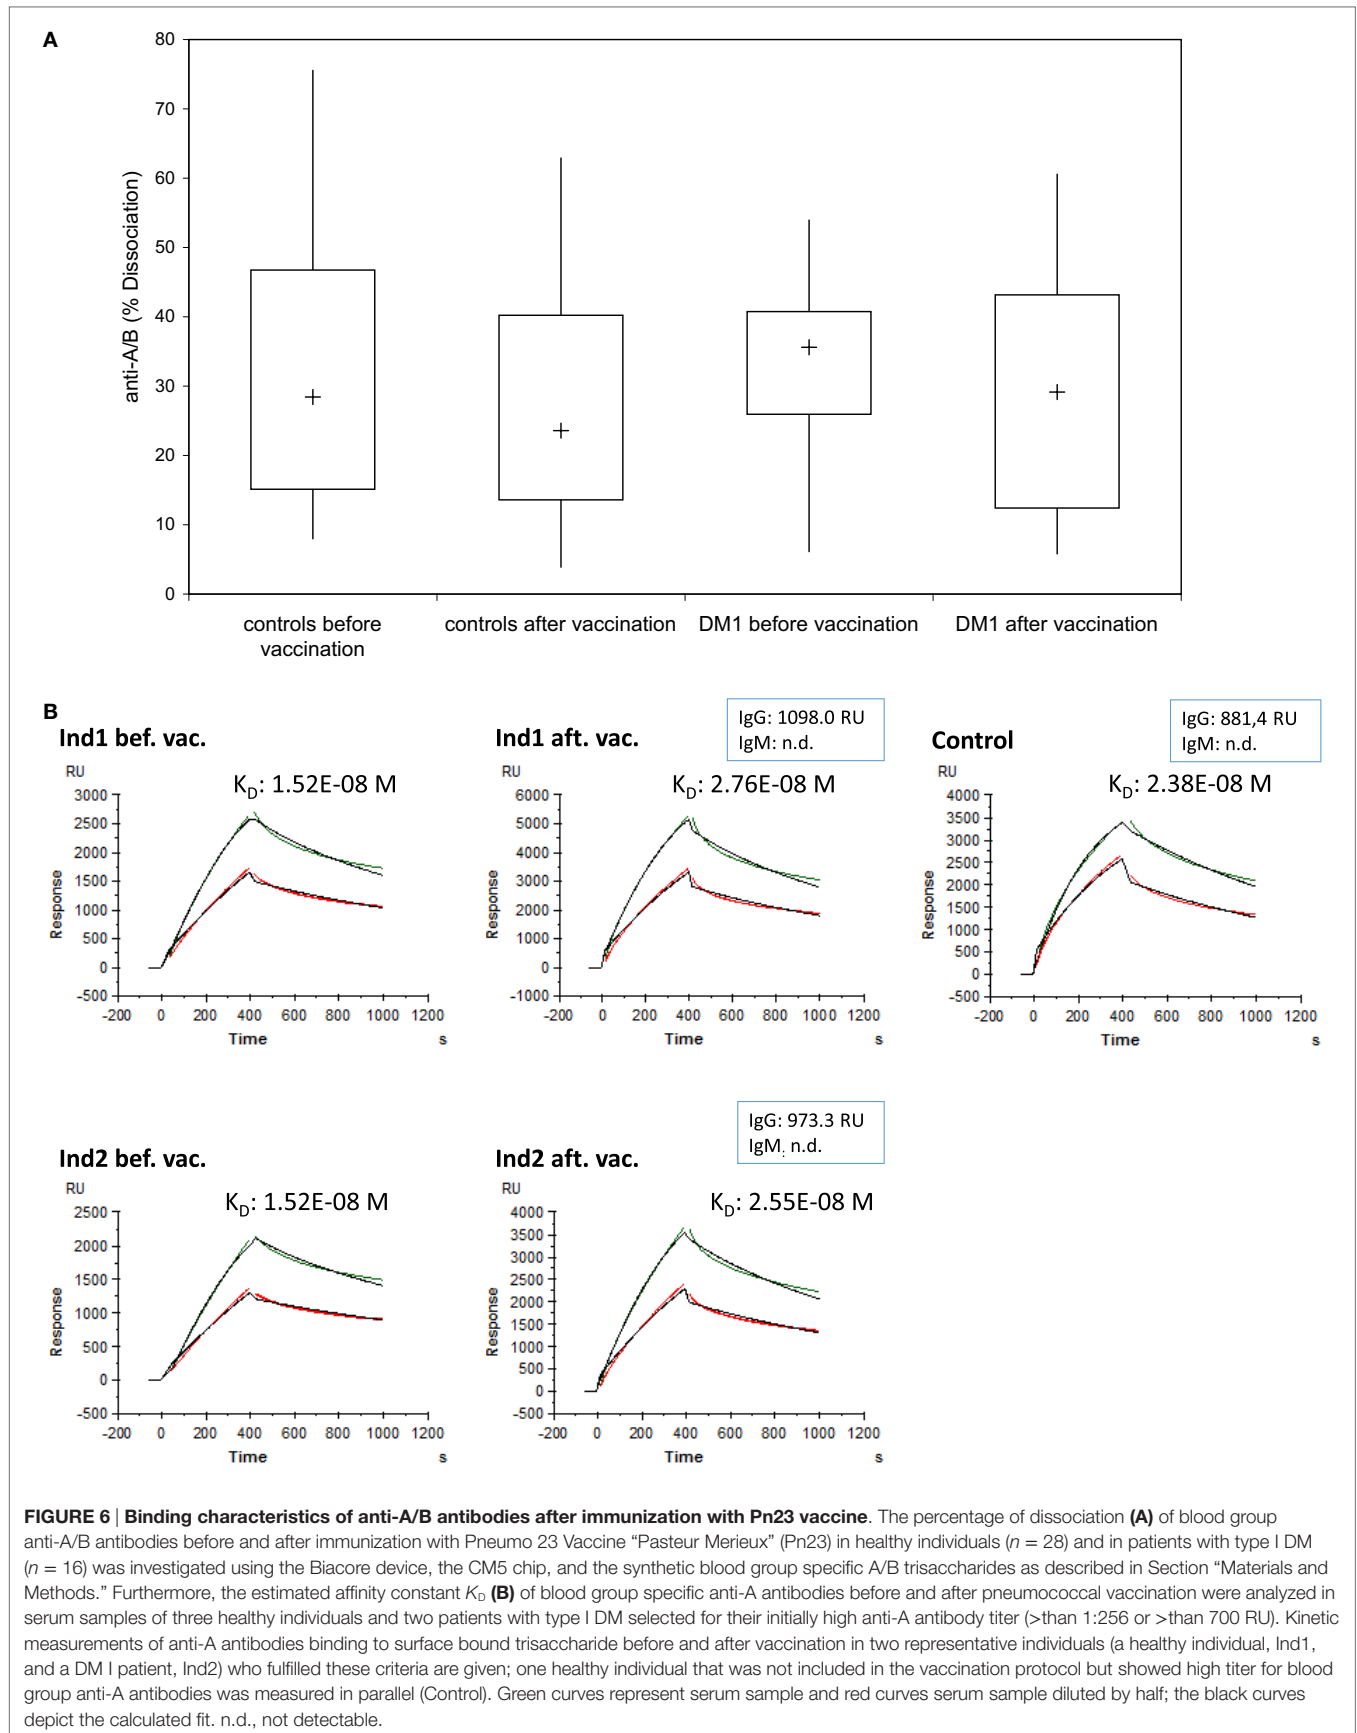 A
80
70
60
50
40
30
20
10
0
anti-A/B (% Dissociation)
controls before
vaccination
controls after vaccination
DM1 before vaccination
DM1 after vaccination
B
Ind1 bef. vac.
RU
K_D: 1.52E-08 M
3000
2500
2000
1500
1000
500
0
-500
Response
-200 0 200 400 600 800 1000 1200
Time s
IgG: 1098.0 RU
IgM: n.d.
Ind1 aft. vac.
RU
K_D: 2.76E-08 M
6000
5000
4000
3000
2000
1000
0
-1000
Response
-200 0 200 400 600 800 1000 1200
Time s
IgG: 881,4 RU
IgM: n.d.
Control
RU
K_D: 2.38E-08 M
4000
3500
3000
2500
2000
1500
1000
500
0
-500
Response
-200 0 200 400 600 800 1000 1200
Time s
Ind2 bef. vac.
RU
K_D: 1.52E-08 M
2500
2000
1500
1000
500
0
-500
Response
-200 0 200 400 600 800 1000 1200
Time s
IgG: 973.3 RU
IgM: n.d.
Ind2 aft. vac.
RU
K_D: 2.55E-08 M
4000
3500
3000
2500
2000
1500
1000
500
0
-500
Response
-200 0 200 400 600 800 1000 1200
Time s
FIGURE 6 | Binding characteristics of anti-A/B antibodies after immunization with Pn23 vaccine. The percentage of dissociation (A) of blood group
anti-A/B antibodies before and after immunization with Pneumo 23 Vaccine “Pasteur Merieux” (Pn23) in healthy individuals (n = 28) and in patients with type I DM
(n = 16) was investigated using the Biacore device, the CM5 chip, and the synthetic blood group specific A/B trisaccharides as described in Section “Materials and
Methods.” Furthermore, the estimated affinity constant K_D (B) of blood group specific anti-A antibodies before and after pneumococcal vaccination were analyzed in
serum samples of three healthy individuals and two patients with type I DM selected for their initially high anti-A antibody titer (>than 1:256 or >than 700 RU). Kinetic
measurements of anti-A antibodies binding to surface bound trisaccharide before and after vaccination in two representative individuals (a healthy individual, Ind1,
and a DM I patient, Ind2) who fulfilled these criteria are given; one healthy individual that was not included in the vaccination protocol but showed high titer for blood
group anti-A antibodies was measured in parallel (Control). Green curves represent serum sample and red curves serum sample diluted by half; the black curves
depict the calculated fit. n.d., not detectable.